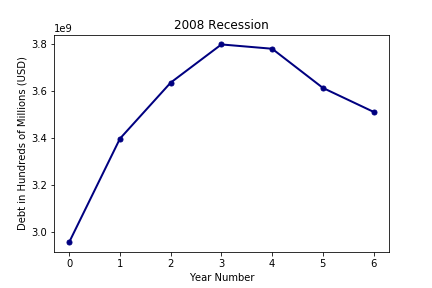 2008 Recession
1e9
Debt in Hundreds of Millions (USD)
3.8
3.6
3.4
3.2
3.0
0 1 2 3 4 5 6
Year Number